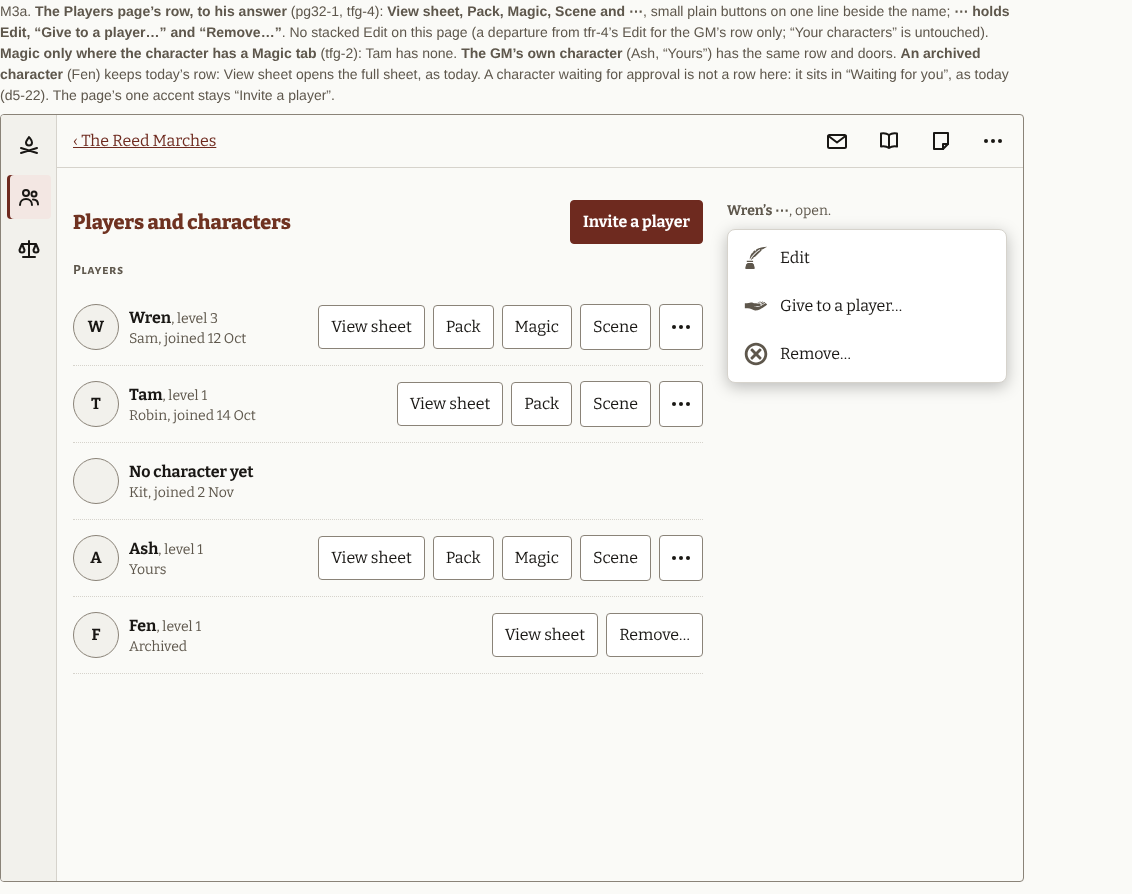 M3a. The Players page’s row, to his answer (pg32-1, tfg-4): View sheet, Pack, Magic, Scene and ···, small plain buttons on one line beside the name; ··· holds
Edit, “Give to a player…” and “Remove…”. No stacked Edit on this page (a departure from tfr-4’s Edit for the GM’s row only; “Your characters” is untouched).
Magic only where the character has a Magic tab (tfg-2): Tam has none. The GM’s own character (Ash, “Yours”) has the same row and doors. An archived
character (Fen) keeps today’s row: View sheet opens the full sheet, as today. A character waiting for approval is not a row here: it sits in “Waiting for you”, as today
(d5-22). The page’s one accent stays “Invite a player”.
‹ The Reed Marches
Players and characters
Invite a player
Players
W
Wren, level 3
Sam, joined 12 Oct
View sheet
Pack
Magic
Scene
T
Tam, level 1
Robin, joined 14 Oct
View sheet
Pack
Scene
No character yet
Kit, joined 2 Nov
A
Ash, level 1
Yours
View sheet
Pack
Magic
Scene
F
Fen, level 1
Archived
View sheet
Remove…
Wren’s ···, open.
Edit
Give to a player…
Remove…